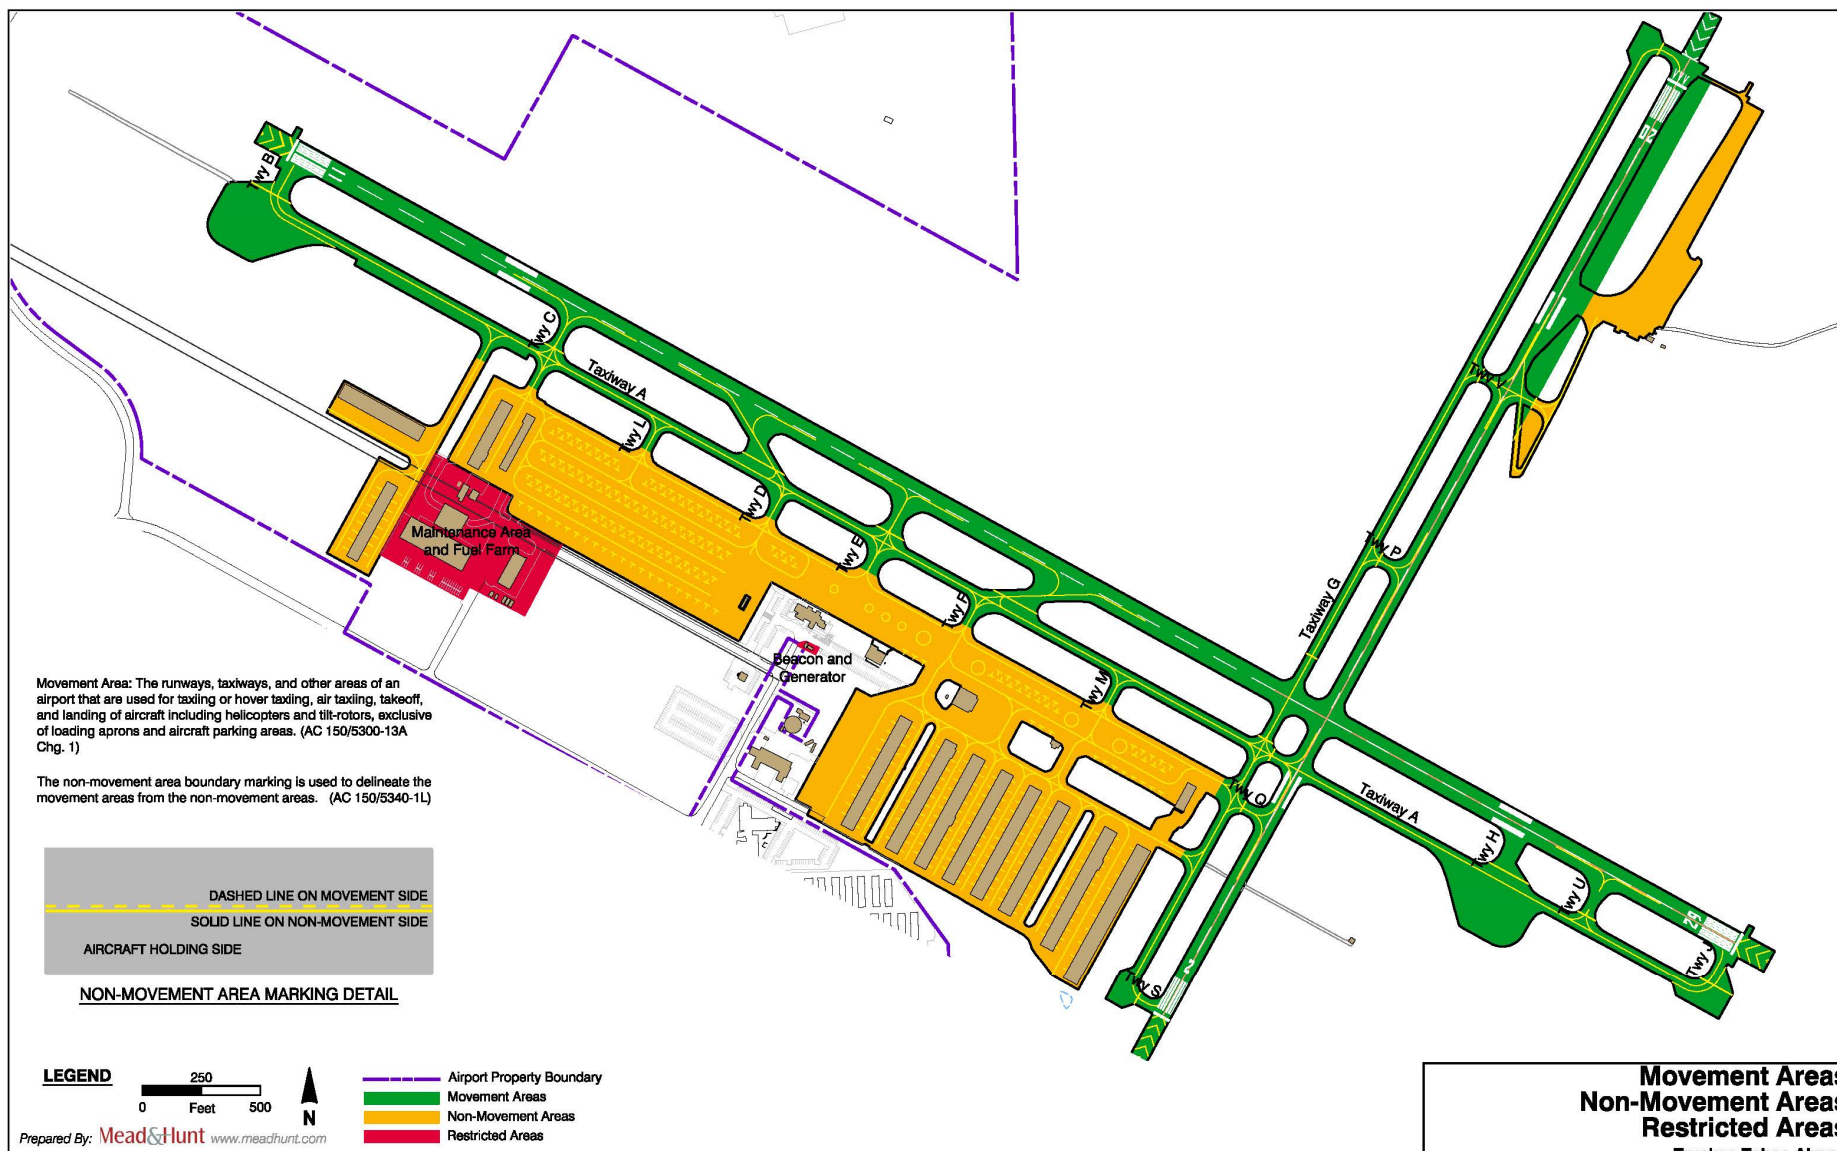 20
Twy B
11
Twy C
Taxiway A
Twy L
Twy V
Twy D
Twy E
Twy P
Taxiway G
Twy F
Twy M
Maintenance Area
and Fuel Farm
Beacon and
Generator
Movement Area: The runways, taxiways, and other areas of an
airport that are used for taxiing or hover taxiing, air taxiing, takeoff,
and landing of aircraft including helicopters and tilt-rotors, exclusive
of loading aprons and aircraft parking areas. (AC 150/5300-13A
Chg. 1)
The non-movement area boundary marking is used to delineate the
movement areas from the non-movement areas. (AC 150/5340-1L)
Twy Q
Taxiway A
Twy H
Twy U
29
Twy J
Twy S
2
DASHED LINE ON MOVEMENT SIDE
SOLID LINE ON NON-MOVEMENT SIDE
AIRCRAFT HOLDING SIDE
NON-MOVEMENT AREA MARKING DETAIL
LEGEND
250
0 Feet 500
N
Airport Property Boundary
Movement Areas
Non-Movement Areas
Restricted Areas
Prepared By: Mead&Hunt www.meadhunt.com
Movement Areas
Non-Movement Areas
Restricted Areas